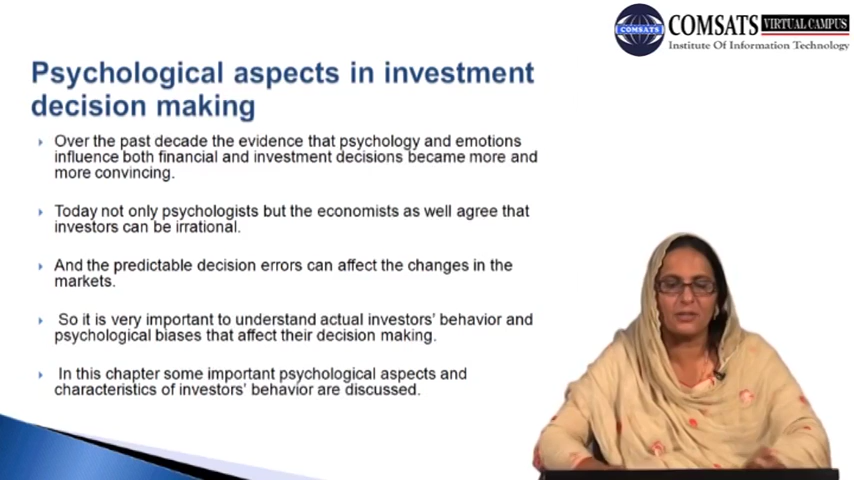 COMSATS
COMSATS VIRTUAL CAMPUS
Institute Of Information Technology
Psychological aspects in investment
decision making
Over the past decade the evidence that psychology and emotions
influence both financial and investment decisions became more and
more convincing.
Today not only psychologists but the economists as well agree that
investors can be irrational.
And the predictable decision errors can affect the changes in the
markets.
So it is very important to understand actual investors' behavior and
psychological biases that affect their decision making.
In this chapter some important psychological aspects and
characteristics of investors' behavior are discussed.